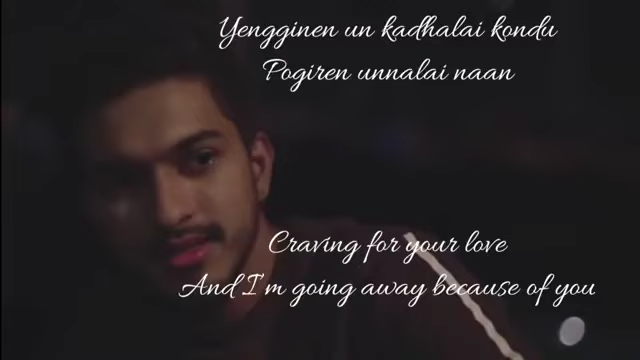 Yengginen un kadhalai kondu
Pogiren unnalai naan
Craving for your love
And I'm going away because of you